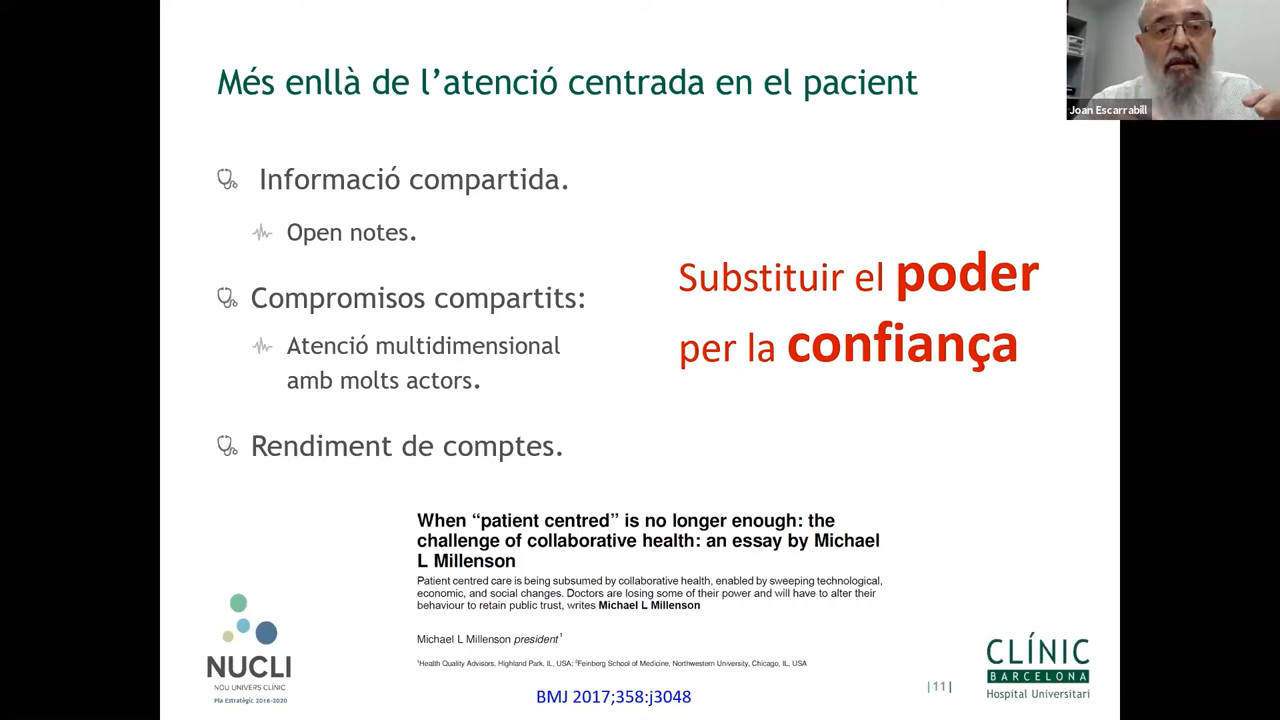 Més enllà de l’atenció centrada en el pacient
Joan Escarrabill
Informació compartida.
Open notes.
Compromisos compartits:
Atenció multidimensional
amb molts actors.
Rendiment de comptes.
Substituir el poder
per la confiança
When “patient centred” is no longer enough: the
challenge of collaborative health: an essay by Michael
L Millenson
Patient centred care is being subsumed by collaborative health, enabled by sweeping technological,
economic, and social changes. Doctors are losing some of their power and will have to alter their
behaviour to retain public trust, writes Michael L Millenson
Michael L Millenson president1
1Health Quality Advisors, Highland Park, IL, USA; 2Feinberg School of Medicine, Northwestern University, Chicago, IL, USA
BMJ 2017;358:j3048
NUCLI
NOU UNIVERS CLÍNIC
Pla Estratègic 2016-2020
|11|
CLÍNIC
BARCELONA
Hospital Universitari